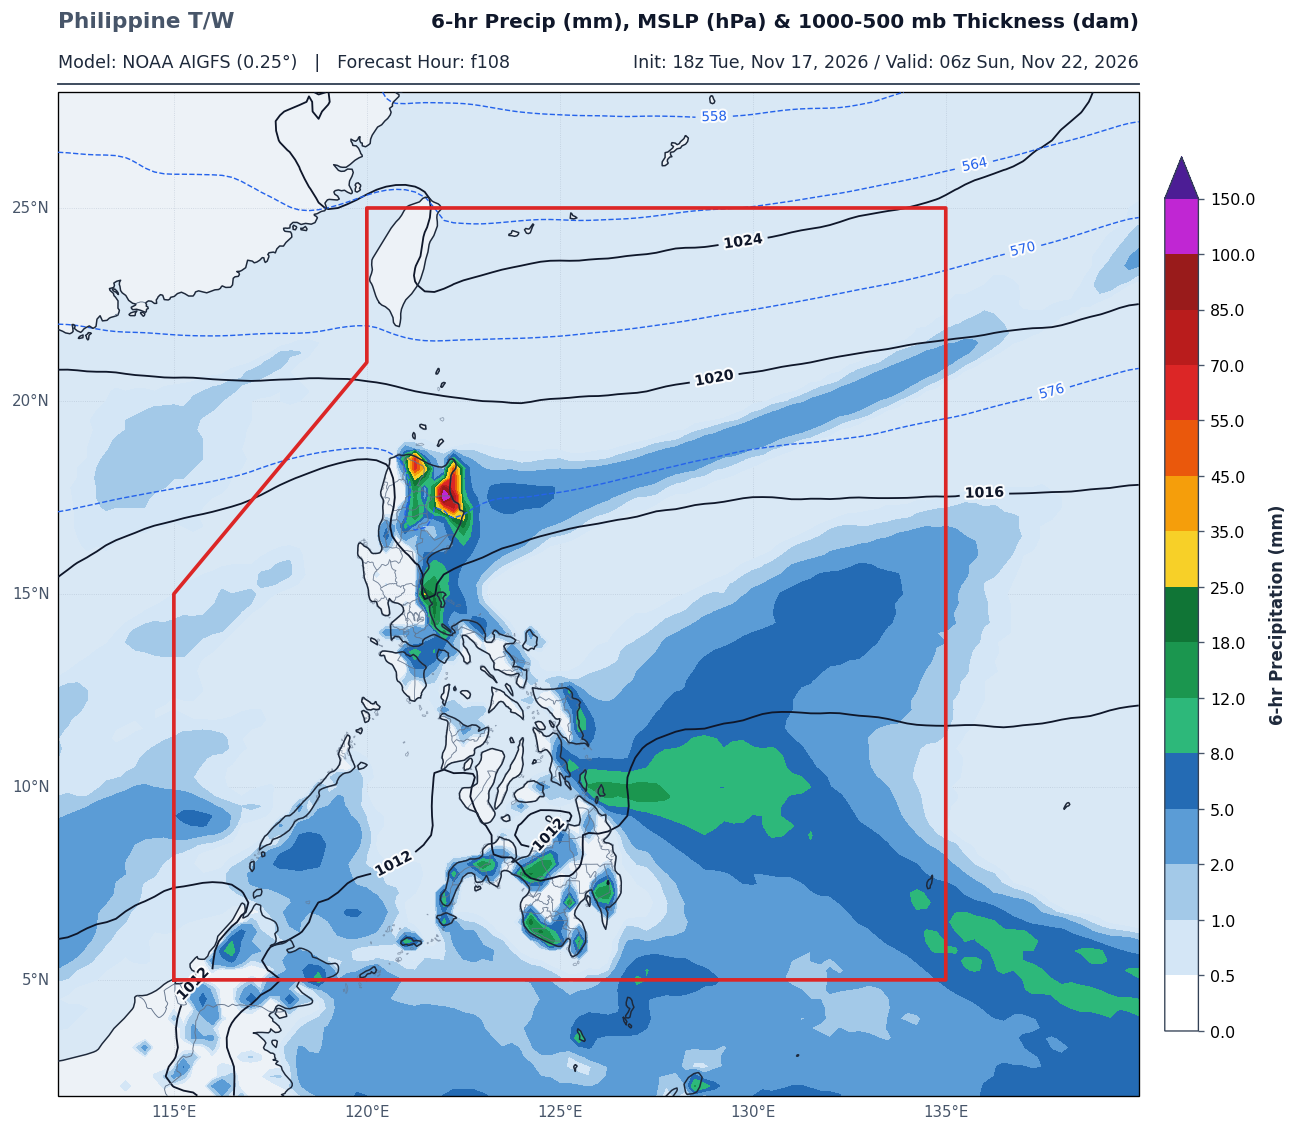 Philippine T/W
6-hr Precip (mm), MSLP (hPa) & 1000-500 mb Thickness (dam)
Model: NOAA AIGFS (0.25°)   |   Forecast Hour: f108
Init: 18z Tue, Nov 17, 2026 / Valid: 06z Sun, Nov 22, 2026
558
564
570
576
1024
1020
1016
1012
1012
1012
25°N
20°N
15°N
10°N
5°N
115°E
120°E
125°E
130°E
135°E
150.0
100.0
85.0
70.0
55.0
45.0
35.0
25.0
18.0
12.0
8.0
5.0
2.0
1.0
0.5
0.0
6-hr Precipitation (mm)